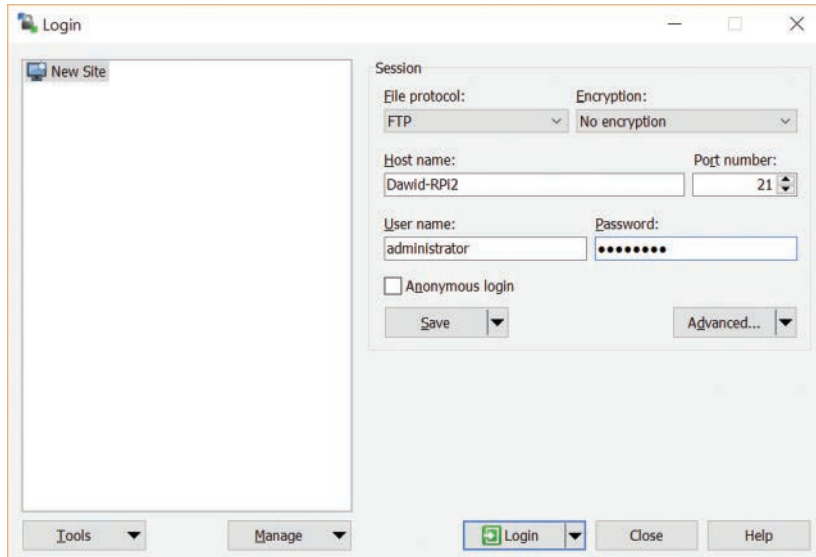 Login
New Site
Session
File protocol: Encryption:
FTP No encryption
Host name: Port number:
Dawid-RPi2 21
User name: Password:
administrator ••••••••
Anonymous login
Save Advanced...
Tools Manage Login Close Help